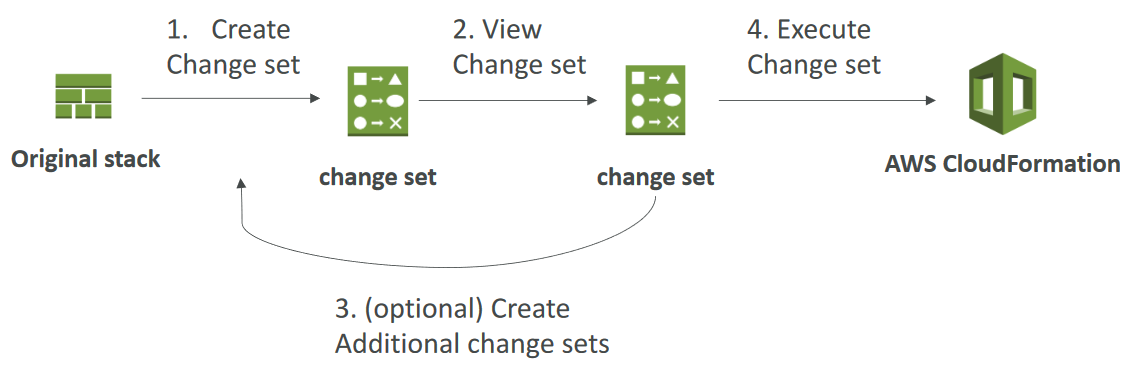 1. Create
Change set
2. View
Change set
4. Execute
Change set
Original stack
change set
change set
AWS CloudFormation
3. (optional) Create
Additional change sets